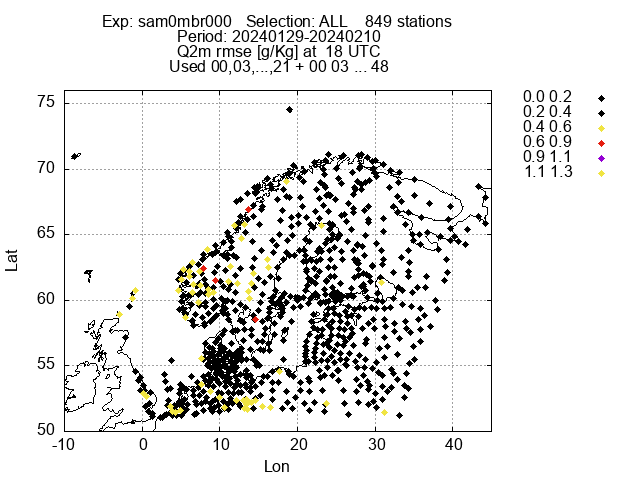 Exp: sam0mbr000 Selection: ALL 849 stations
Period: 20240129-20240210
Q2m rmse [g/Kg] at 18 UTC
Used 00,03,...,21 + 00 03 ... 48
0.0 0.2
0.2 0.4
0.4 0.6
0.6 0.9
0.9 1.1
1.1 1.3
75
70
65
60
55
50
Lat
-10 0 10 20 30 40
Lon